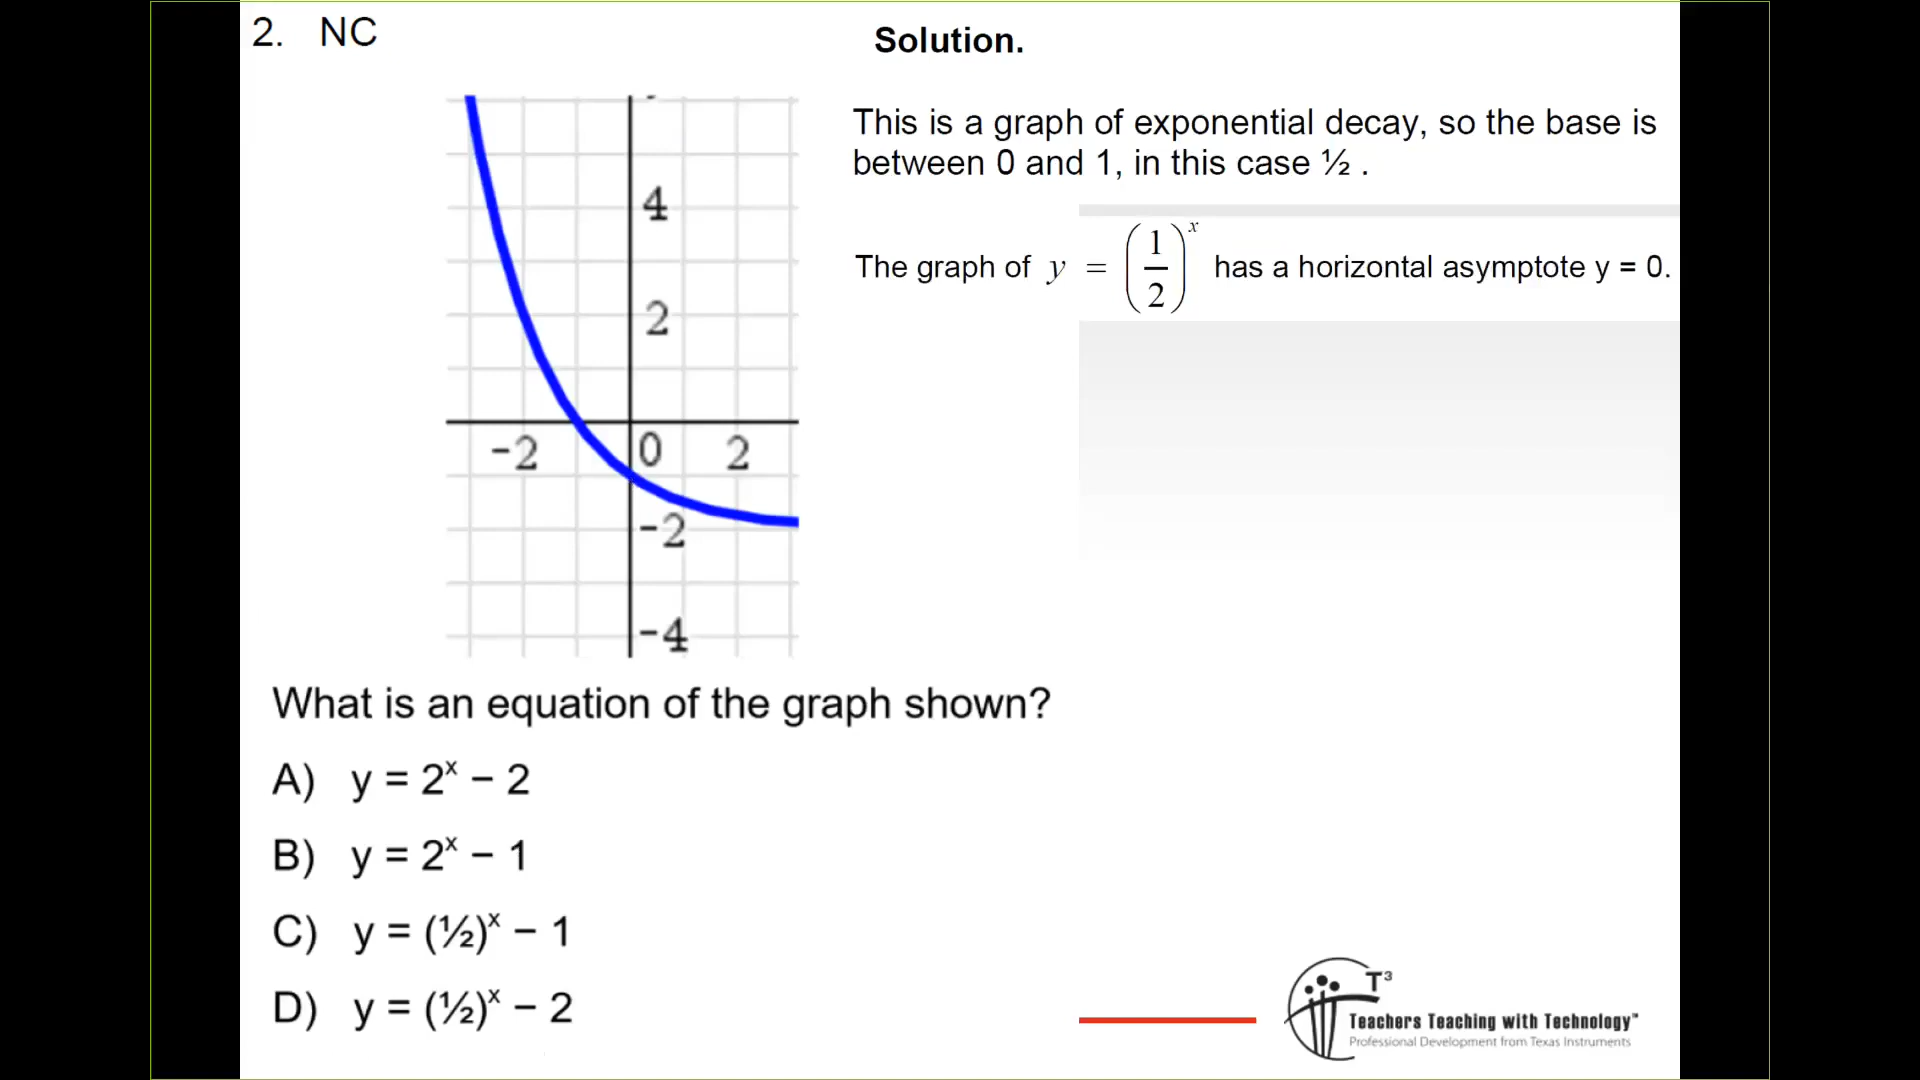 2. NC
Solution.
This is a graph of exponential decay, so the base is
between 0 and 1, in this case ½ .
The graph of y = (1/2)^x has a horizontal asymptote y = 0.
4
2
-2 0 2
-2
-4
What is an equation of the graph shown?
A) y = 2ˣ − 2
B) y = 2ˣ − 1
C) y = (½)ˣ − 1
D) y = (½)ˣ − 2
T³
Teachers Teaching with Technology™
Professional Development from Texas Instruments